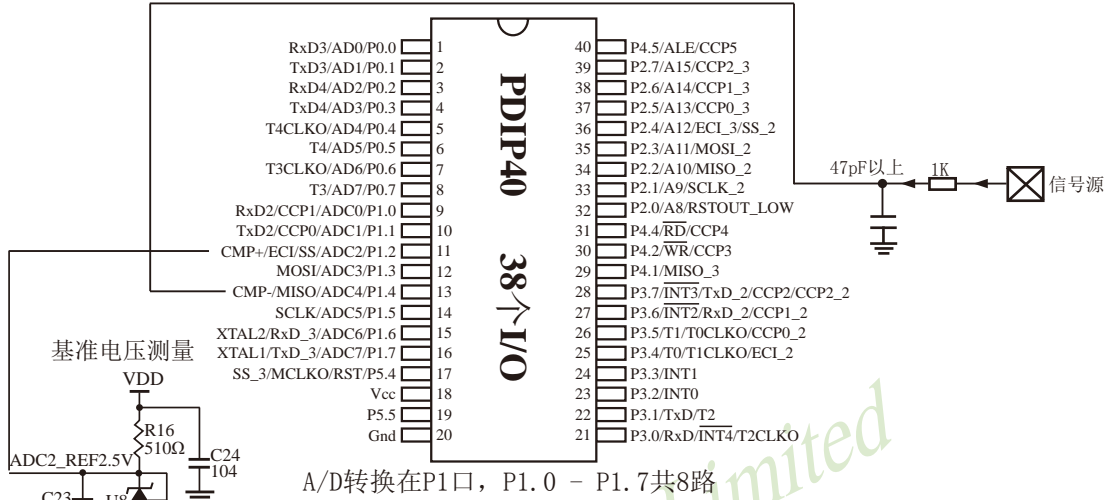 RxD3/AD0/P0.0 1
TxD3/AD1/P0.1 2
RxD4/AD2/P0.2 3
TxD4/AD3/P0.3 4
T4CLKO/AD4/P0.4 5
T4/AD5/P0.5 6
T3CLKO/AD6/P0.6 7
T3/AD7/P0.7 8
RxD2/CCP1/ADC0/P1.0 9
TxD2/CCP0/ADC1/P1.1 10
CMP+/ECI/SS/ADC2/P1.2 11
MOSI/ADC3/P1.3 12
CMP-/MISO/ADC4/P1.4 13
SCLK/ADC5/P1.5 14
XTAL2/RxD_3/ADC6/P1.6 15
XTAL1/TxD_3/ADC7/P1.7 16
SS_3/MCLKO/RST/P5.4 17
Vcc 18
P5.5 19
Gnd 20
PDIP40 38个I/O
40 P4.5/ALE/CCP5
39 P2.7/A15/CCP2_3
38 P2.6/A14/CCP1_3
37 P2.5/A13/CCP0_3
36 P2.4/A12/ECI_3/SS_2
35 P2.3/A11/MOSI_2
34 P2.2/A10/MISO_2
33 P2.1/A9/SCLK_2
32 P2.0/A8/RSTOUT_LOW
31 P4.4/RD/CCP4
30 P4.2/WR/CCP3
29 P4.1/MISO_3
28 P3.7/INT3/TxD_2/CCP2/CCP2_2
27 P3.6/INT2/RxD_2/CCP1_2
26 P3.5/T1/T0CLKO/CCP0_2
25 P3.4/T0/T1CLKO/ECI_2
24 P3.3/INT1
23 P3.2/INT0
22 P3.1/TxD/T2
21 P3.0/RxD/INT4/T2CLKO
47pF以上
1K
信号源
基准电压测量
VDD
R16
510Ω
ADC2_REF2.5V
C24
104
C23
U8
A/D转换在P1口，P1.0 - P1.7共8路
imited